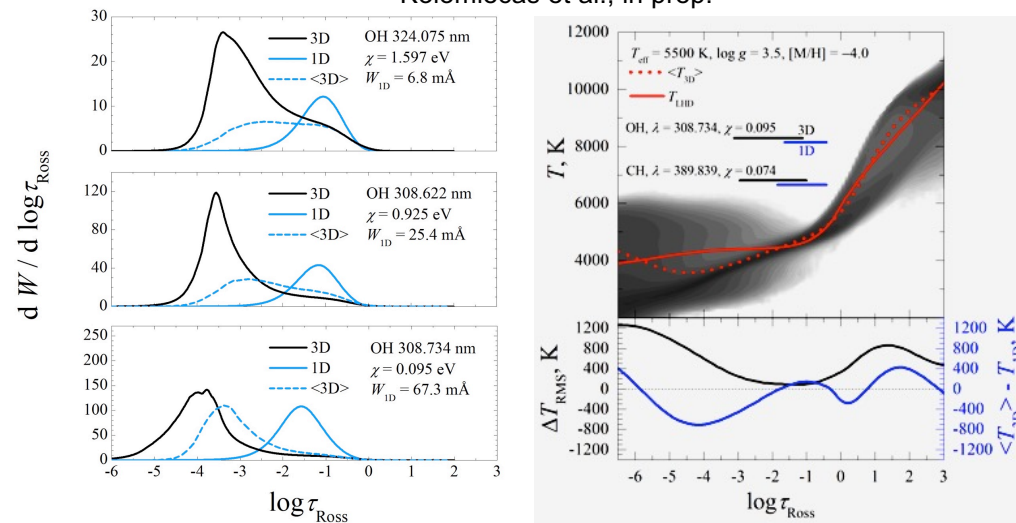 Kolomiecas et al., in prep.
d W / d log τRoss
30
20
10
0
3D
1D
<3D>
OH 324.075 nm
χ = 1.597 eV
W1D = 6.8 mÅ
120
80
40
0
3D
1D
<3D>
OH 308.622 nm
χ = 0.925 eV
W1D = 25.4 mÅ
250
200
150
100
50
0
3D
1D
<3D>
OH 308.734 nm
χ = 0.095 eV
W1D = 67.3 mÅ
-6 -5 -4 -3 -2 -1 0 1 2 3
log τRoss
T, K
12000
10000
8000
6000
4000
Teff = 5500 K, log g = 3.5, [M/H] = −4.0
<T3D>
TLHD
OH, λ = 308.734, χ = 0.095
3D
1D
CH, λ = 389.839, χ = 0.074
ΔTRMS, K
1200
800
400
0
-400
-800
-1200
1200
800
400
0
-400
-800
-1200
-6 -5 -4 -3 -2 -1 0 1 2 3
log τRoss